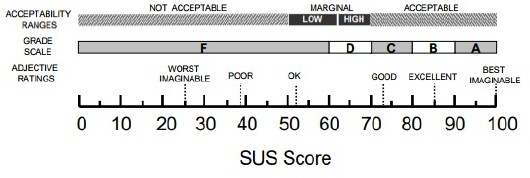 ACCEPTABILITY RANGES
NOT ACCEPTABLE
MARGINAL
ACCEPTABLE
LOW
HIGH
GRADE SCALE
F
D
C
B
A
ADJECTIVE RATINGS
WORST IMAGINABLE
POOR
OK
GOOD
EXCELLENT
BEST IMAGINABLE
0 10 20 30 40 50 60 70 80 90 100
SUS Score